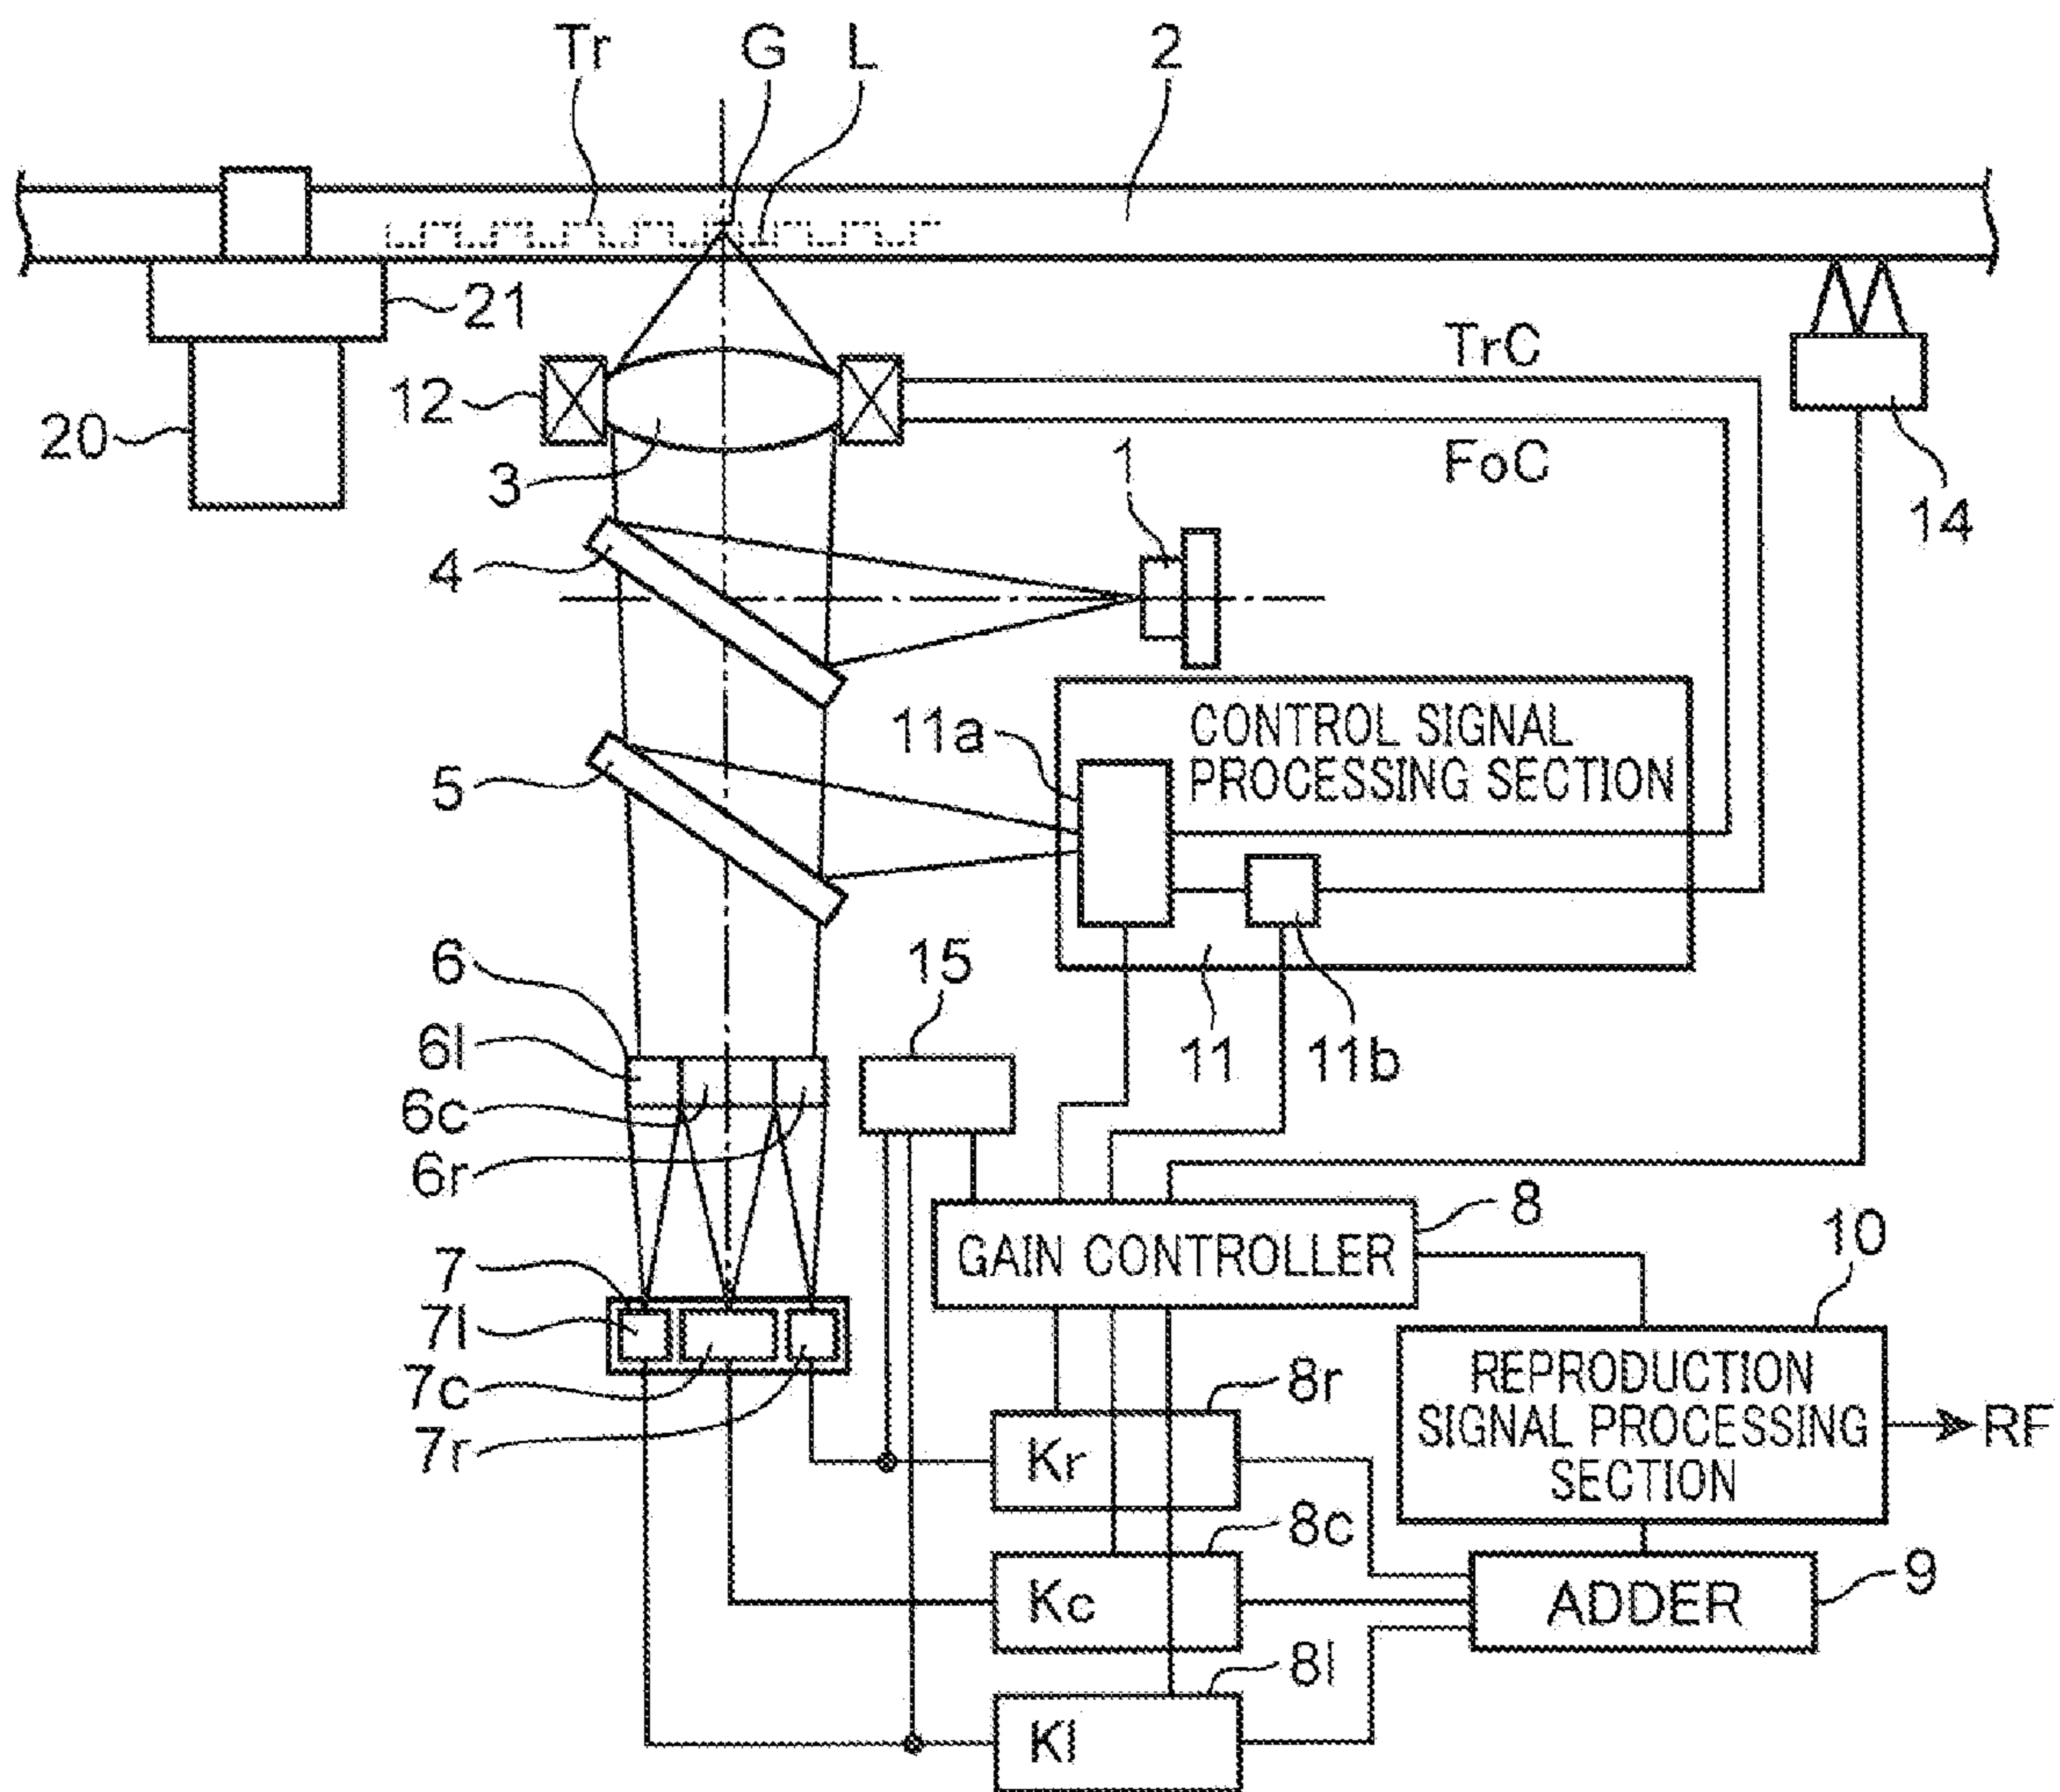 Tr G L 2
21
TrC
12
20
3
FoC
1
14
4
CONTROL SIGNAL
PROCESSING SECTION
11a
5
6
15
6l
11
11b
6c
6r
8
GAIN CONTROLLER
10
7
7l
7c
7r
8r
REPRODUCTION
SIGNAL PROCESSING
SECTION
RF
Kr
8c
Kc
ADDER
9
8l
Kl